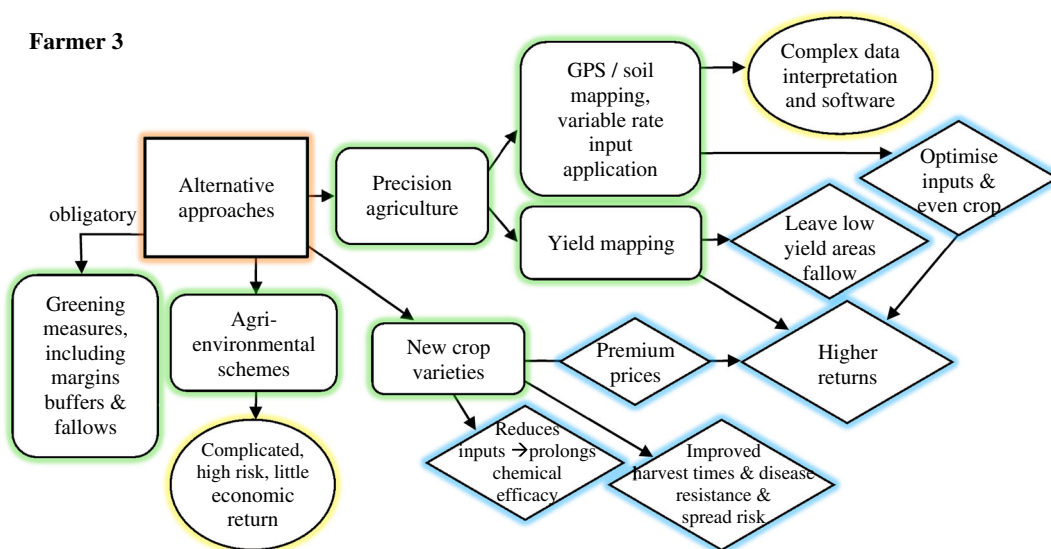 Farmer 3
GPS / soil
mapping,
variable rate
input
application
Complex data
interpretation
and software
Alternative
approaches
Precision
agriculture
Optimise
inputs &
even crop
obligatory
Yield mapping
Leave low
yield areas
fallow
Greening
measures,
including
margins
buffers &
fallows
Agri-
environmental
schemes
New crop
varieties
Premium
prices
Higher
returns
Complicated,
high risk, little
economic
return
Reduces
inputs →prolongs
chemical
efficacy
Improved
harvest times & disease
resistance &
spread risk